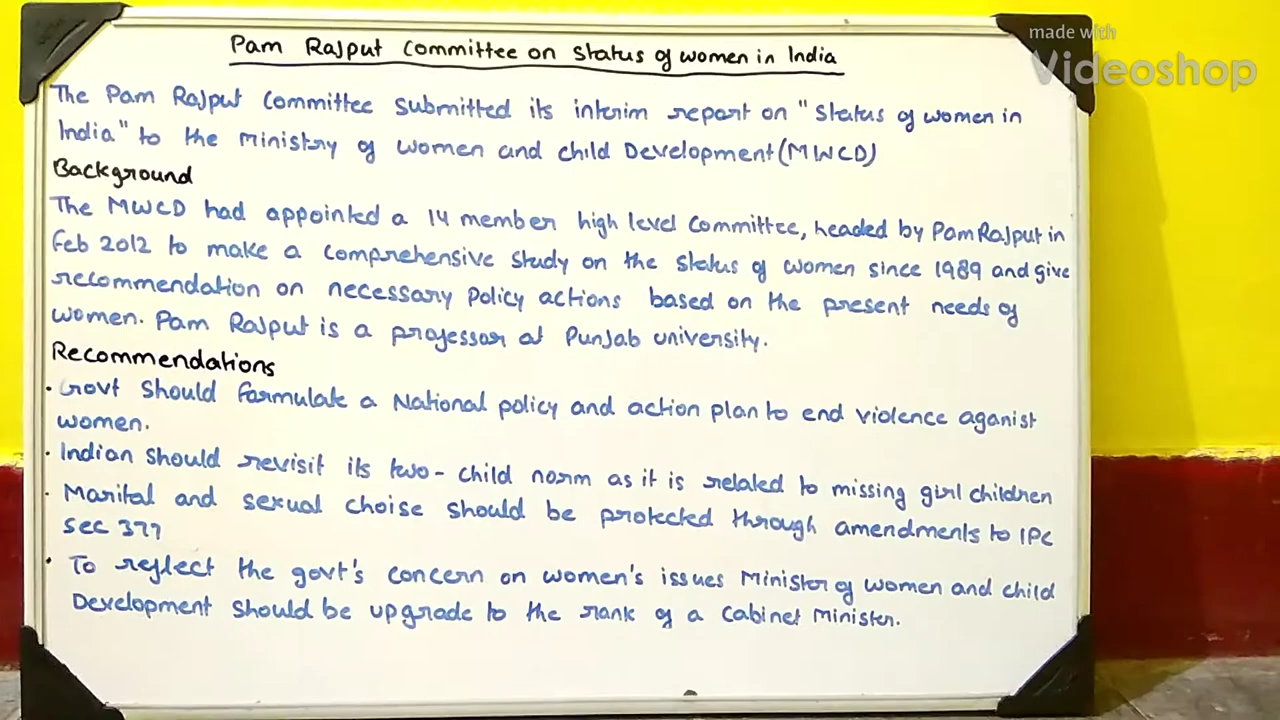 Pam Rajput Committee on Status of women in India
made with
Videoshop
The Pam Rajput Committee submitted its interim report on "Status of women in
India" to the ministry of women and child Development (MWCD)
Background
The MWCD had appointed a 14 member high level Committee, headed by Pam Rajput in
Feb 2012 to make a comprehensive study on the status of women since 1989 and give
recommendation on necessary policy actions based on the present needs of
women. Pam Rajput is a professor at Punjab university.
Recommendations
• Govt should formulate a National policy and action plan to end violence aganist
women.
• Indian should revisit its two-child norm as it is related to missing girl children
• Marital and sexual choise should be protected through amendments to IPC
Sec 377
• To reflect the govt's concern on women's issues Minister of women and child
Development should be upgrade to the rank of a Cabinet Minister.